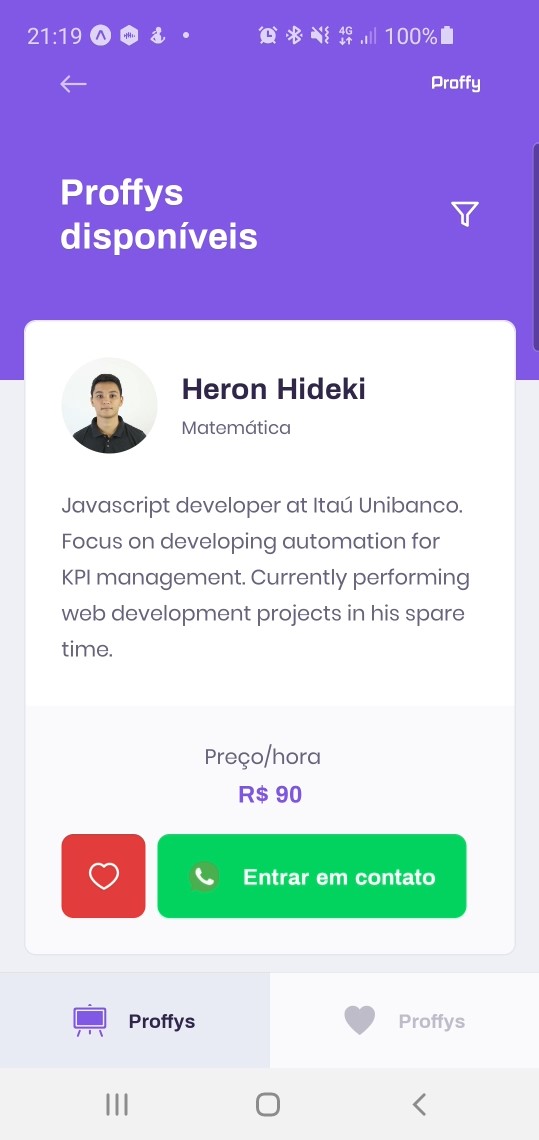 21:19 4G 100%
Proffy
Proffys
disponíveis
Heron Hideki
Matemática
Javascript developer at Itaú Unibanco.
Focus on developing automation for
KPI management. Currently performing
web development projects in his spare
time.
Preço/hora
R$ 90
Entrar em contato
Proffys Proffys